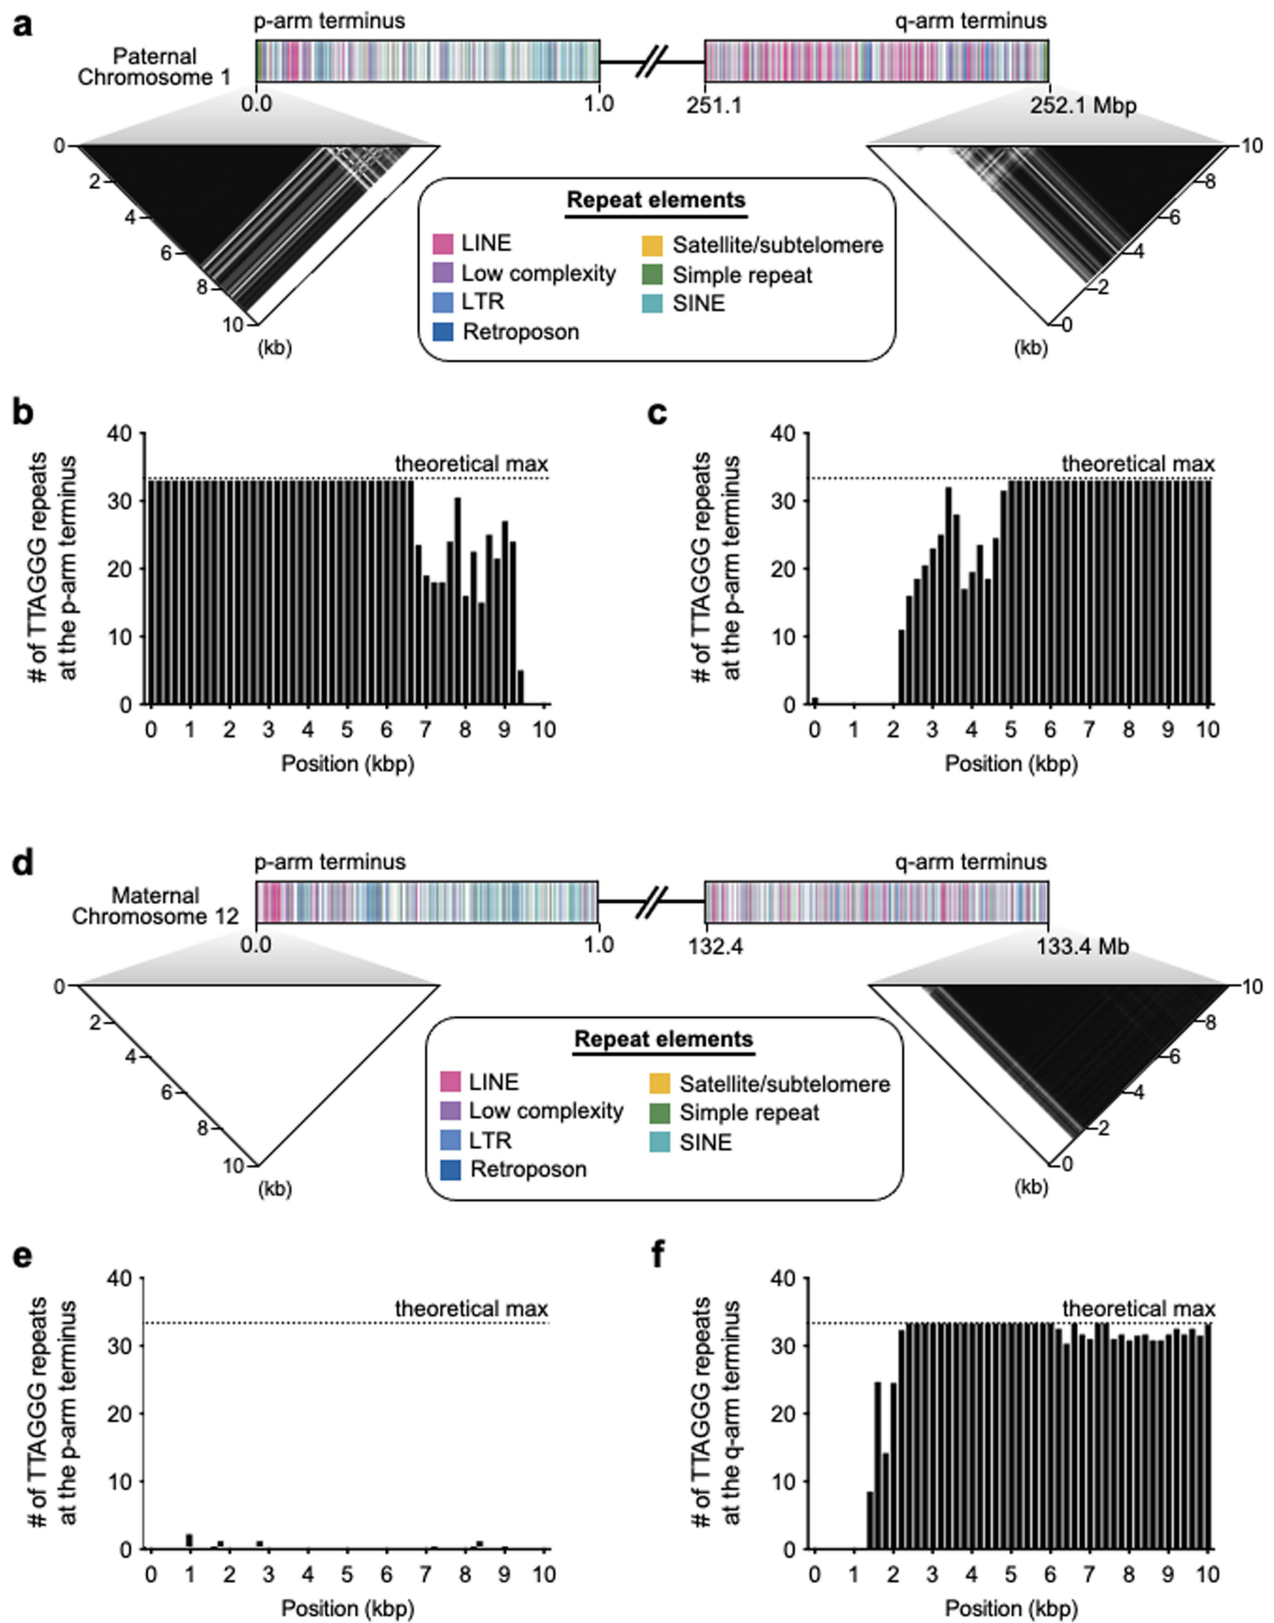 a
p-arm terminus
q-arm terminus
Paternal
Chromosome 1
0.0
1.0
251.1
252.1 Mbp
0
2
4
6
8
10
(kb)
10
8
6
4
2
0
(kb)
Repeat elements
LINE
Low complexity
LTR
Retroposon
Satellite/subtelomere
Simple repeat
SINE
b
# of TTAGGG repeats
at the p-arm terminus
40
30
20
10
0
theoretical max
0 1 2 3 4 5 6 7 8 9 10
Position (kbp)
c
# of TTAGGG repeats
at the p-arm terminus
40
30
20
10
0
theoretical max
0 1 2 3 4 5 6 7 8 9 10
Position (kbp)
d
p-arm terminus
q-arm terminus
Maternal
Chromosome 12
0.0
1.0
132.4
133.4 Mb
0
2
4
6
8
10
(kb)
10
8
6
4
2
0
(kb)
Repeat elements
LINE
Low complexity
LTR
Retroposon
Satellite/subtelomere
Simple repeat
SINE
e
# of TTAGGG repeats
at the p-arm terminus
40
30
20
10
0
theoretical max
0 1 2 3 4 5 6 7 8 9 10
Position (kbp)
f
# of TTAGGG repeats
at the q-arm terminus
40
30
20
10
0
theoretical max
0 1 2 3 4 5 6 7 8 9 10
Position (kbp)